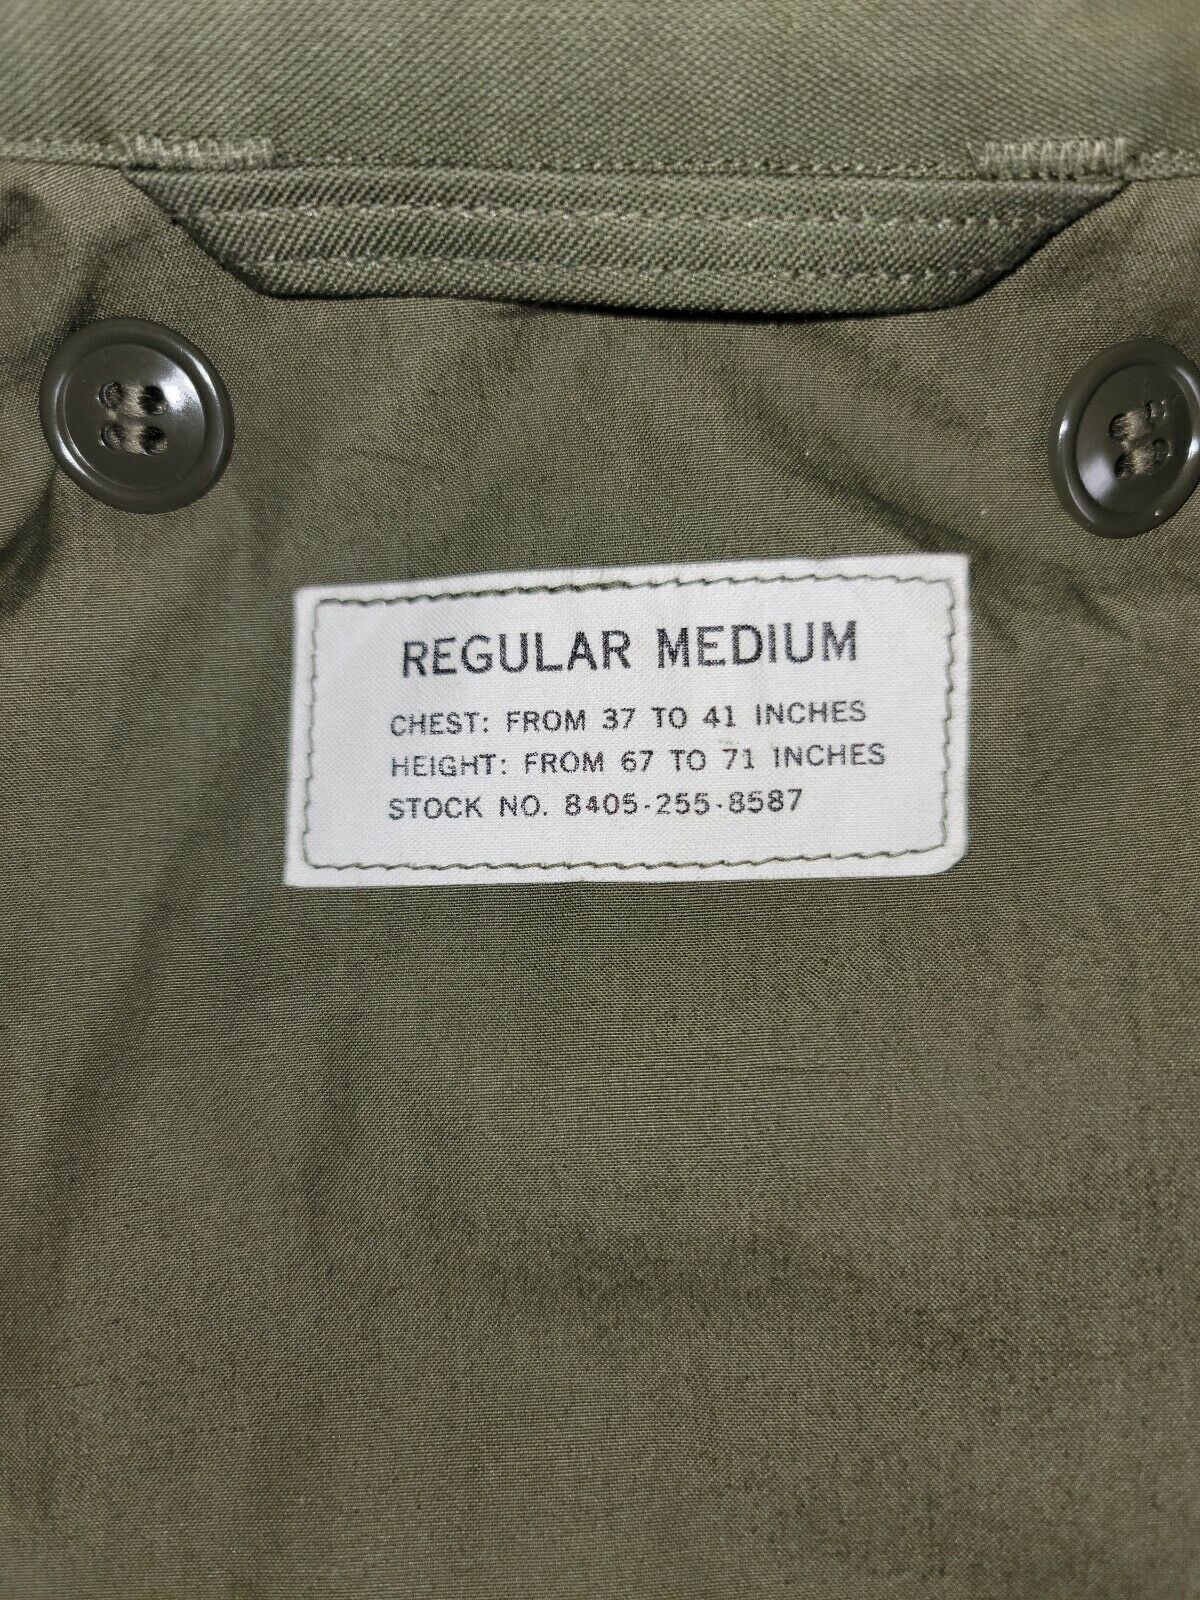 REGULAR MEDIUM
CHEST: FROM 37 TO 41 INCHES
HEIGHT: FROM 67 TO 71 INCHES
STOCK NO. 8405-255-8587